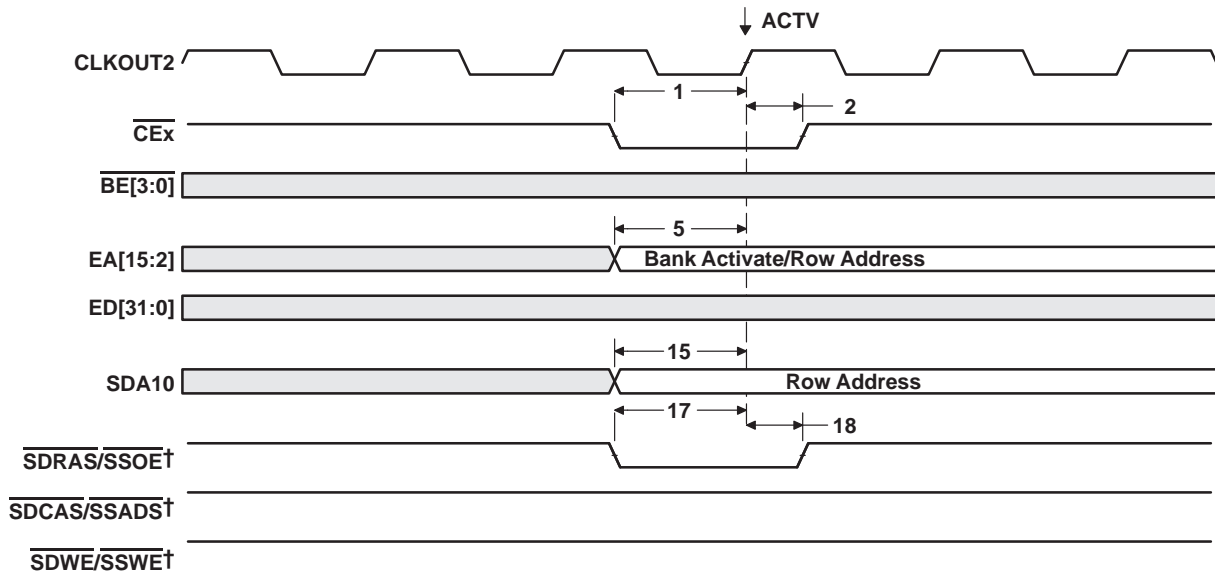 ACTV
CLKOUT2
1
2
CEx
BE[3:0]
5
EA[15:2]
Bank Activate/Row Address
ED[31:0]
15
SDA10
Row Address
17
18
SDRAS/SSOE†
SDCAS/SSADS†
SDWE/SSWE†